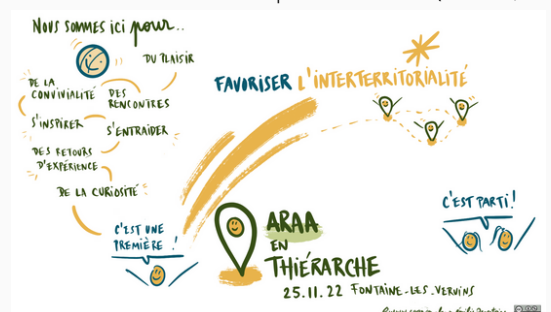 NOUS SOMMES ICI pour...
DU PLAISIR
DE LA
CONVIVIALITÉ
DES
RENCONTRES
S'INSPIRER
S'ENTRAIDER
DES RETOURS
D'EXPÉRIENCE
DE LA CURIOSITÉ
FAVORISER L'INTERTERRITORIALITÉ
C'EST UNE
PREMIÈRE !
ARAA
EN
THIÉRARCHE
25.11.22 FONTAINE-LES-VERVINS
C'EST PARTI !